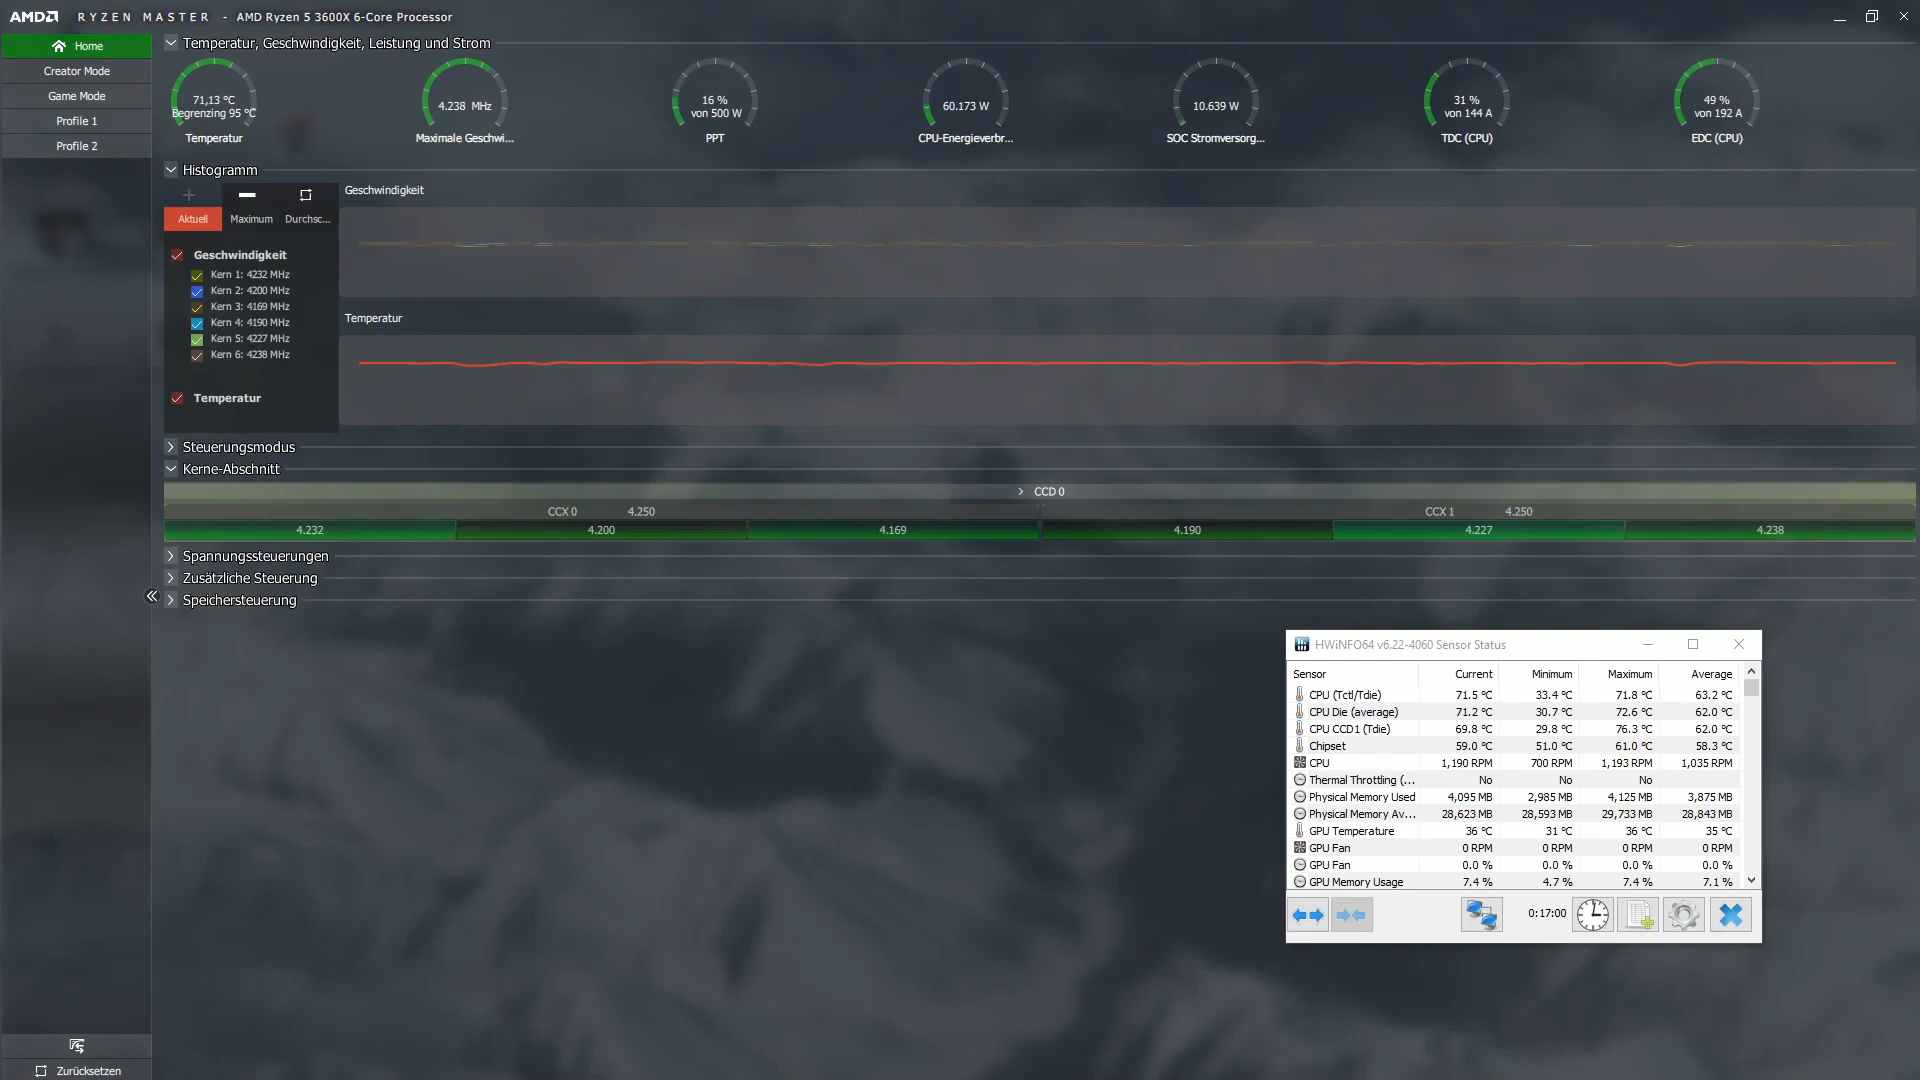 AMD RYZEN MASTER - AMD Ryzen 5 3600X 6-Core Processor
Home
Creator Mode
Game Mode
Profile 1
Profile 2
Zurücksetzen
Temperatur, Geschwindigkeit, Leistung und Strom
71,13 °C
Begrenzing 95 °C
Temperatur
4.238 MHz
Maximale Geschwi...
16 %
von 500 W
PPT
60.173 W
CPU-Energieverbr...
10.639 W
SOC Stromversorg...
31 %
von 144 A
TDC (CPU)
49 %
von 192 A
EDC (CPU)
Histogramm
Aktuell Maximum Durchsc...
Geschwindigkeit
Kern 1: 4232 MHz
Kern 2: 4200 MHz
Kern 3: 4169 MHz
Kern 4: 4190 MHz
Kern 5: 4227 MHz
Kern 6: 4238 MHz
Temperatur
Geschwindigkeit
Temperatur
Steuerungsmodus
Kerne-Abschnitt
CCD 0
CCX 0 4.250 CCX 1 4.250
4.232 4.200 4.169 4.190 4.227 4.238
Spannungssteuerungen
Zusätzliche Steuerung
Speichersteuerung
HWiNFO64 v6.22-4060 Sensor Status
Sensor Current Minimum Maximum Average
CPU (Tctl/Tdie) 71.5 °C 33.4 °C 71.8 °C 63.2 °C
CPU Die (average) 71.2 °C 30.7 °C 72.6 °C 62.0 °C
CPU CCD1 (Tdie) 69.8 °C 29.8 °C 76.3 °C 62.0 °C
Chipset 59.0 °C 51.0 °C 61.0 °C 58.3 °C
CPU 1,190 RPM 700 RPM 1,193 RPM 1,035 RPM
Thermal Throttling (... No No No
Physical Memory Used 4,095 MB 2,985 MB 4,125 MB 3,875 MB
Physical Memory Av... 28,623 MB 28,593 MB 29,733 MB 28,843 MB
GPU Temperature 36 °C 31 °C 36 °C 35 °C
GPU Fan 0 RPM 0 RPM 0 RPM 0 RPM
GPU Fan 0.0 % 0.0 % 0.0 % 0.0 %
GPU Memory Usage 7.4 % 4.7 % 7.4 % 7.1 %
0:17:00